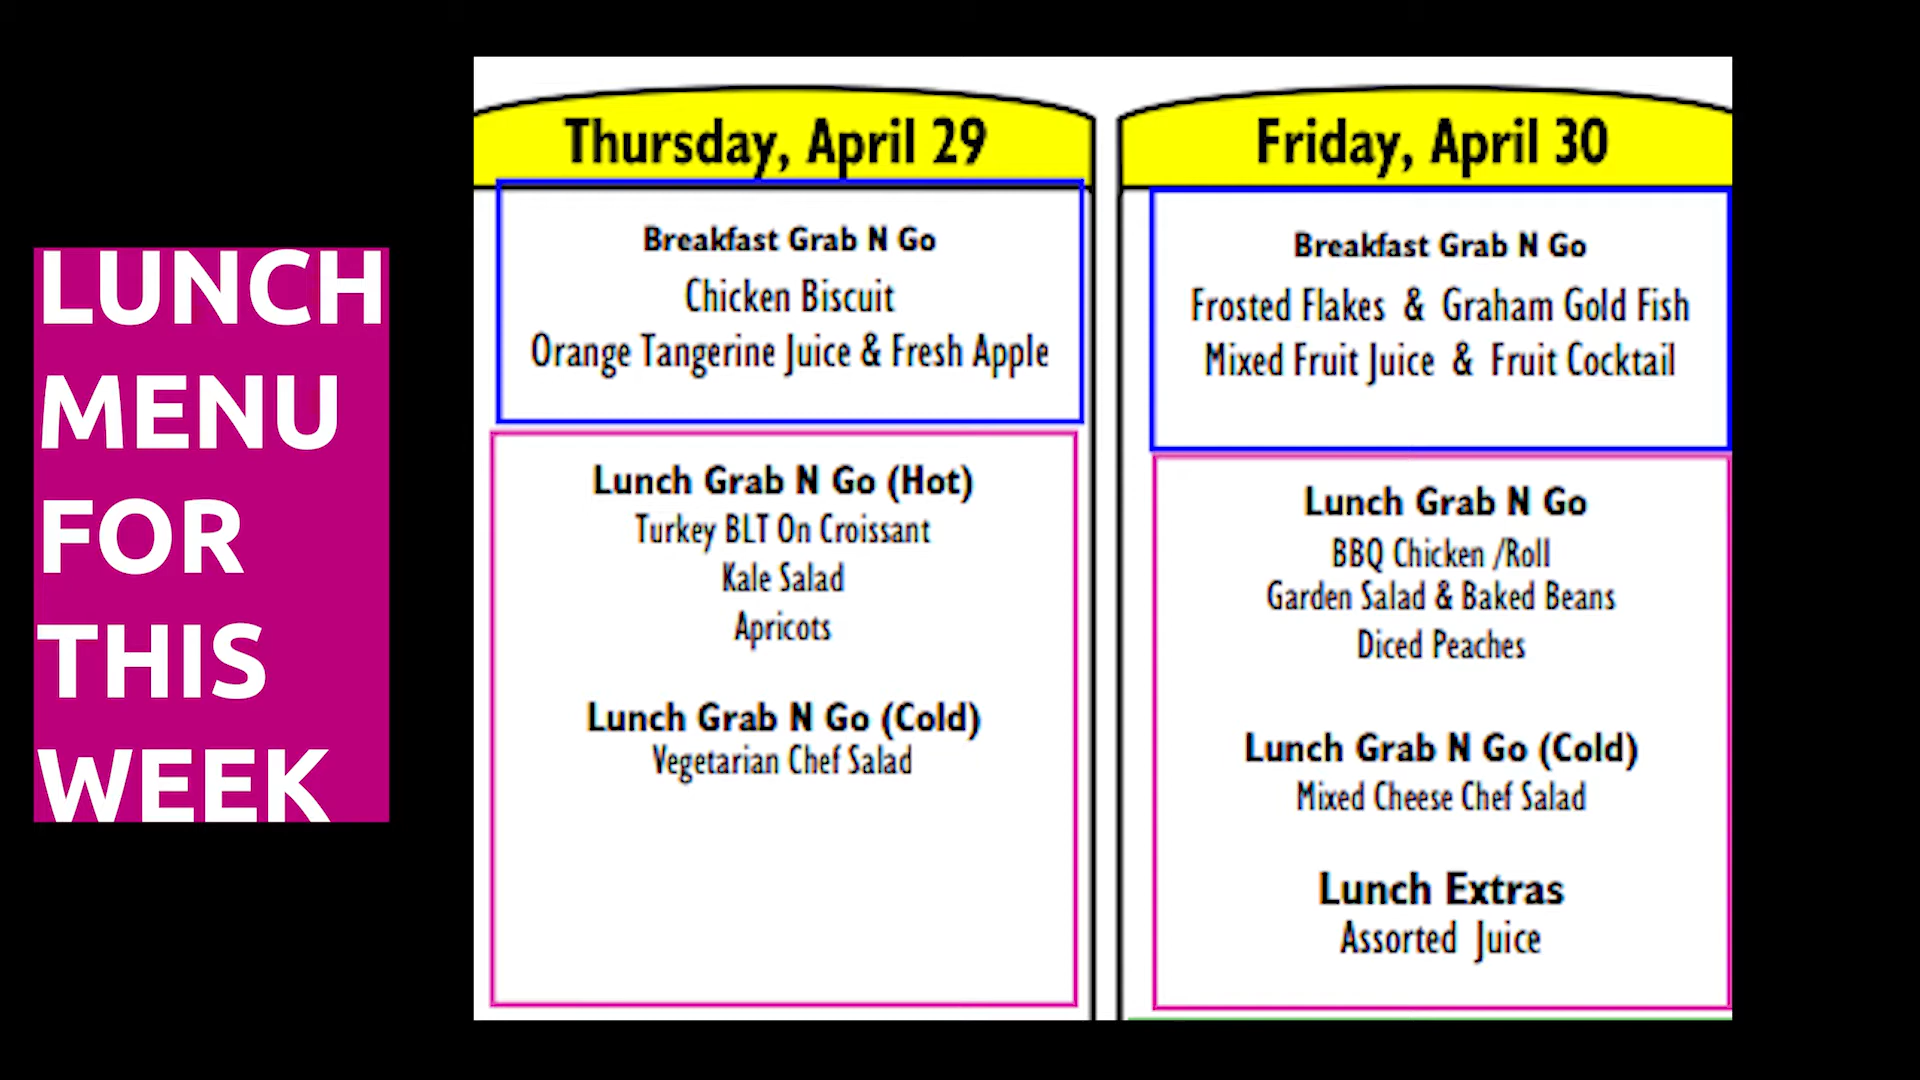 LUNCH
MENU
FOR
THIS
WEEK
Thursday, April 29
Breakfast Grab N Go
Chicken Biscuit
Orange Tangerine Juice & Fresh Apple
Lunch Grab N Go (Hot)
Turkey BLT On Croissant
Kale Salad
Apricots
Lunch Grab N Go (Cold)
Vegetarian Chef Salad
Friday, April 30
Breakfast Grab N Go
Frosted Flakes & Graham Gold Fish
Mixed Fruit Juice & Fruit Cocktail
Lunch Grab N Go
BBQ Chicken /Roll
Garden Salad & Baked Beans
Diced Peaches
Lunch Grab N Go (Cold)
Mixed Cheese Chef Salad
Lunch Extras
Assorted Juice